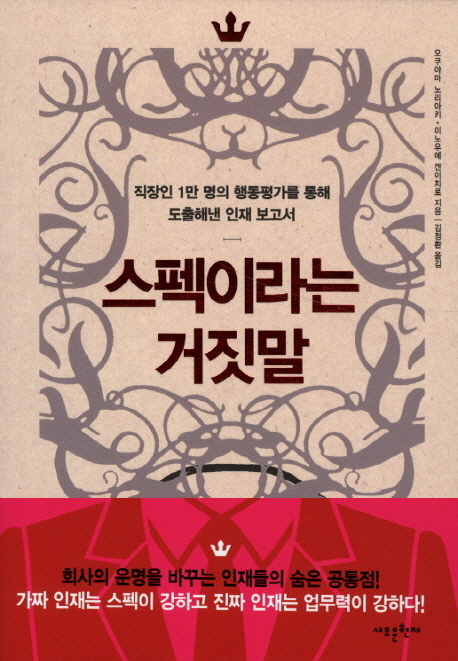 직장인 1만 명의 행동평가를 통해
도출해낸 인재 보고서
스펙이라는
거짓말
오쿠야마 노리아키·이노우에 켄이치로 지음 | 김정환 옮김
회사의 운명을 바꾸는 인재들의 숨은 공통점!
가짜 인재는 스펙이 강하고 진짜 인재는 업무력이 강하다!
새로운현재